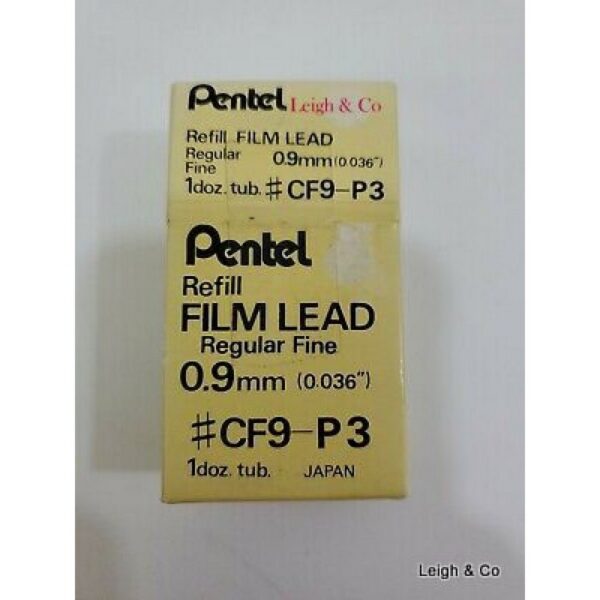 Pentel Leigh & Co
Refill FILM LEAD
Regular Fine 0.9mm (0.036")
1doz. tub. #CF9-P3
Pentel
Refill
FILM LEAD
Regular Fine
0.9mm (0.036")
#CF9-P3
1doz. tub. JAPAN
Leigh & Co